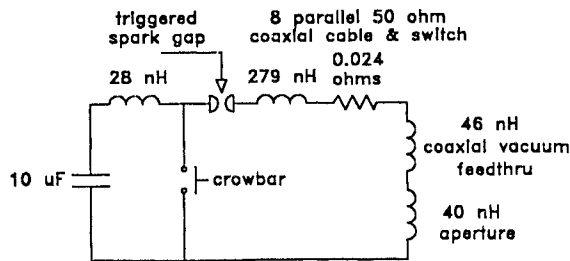 triggered
spark gap
8 parallel 50 ohm
coaxial cable & switch
28 nH
279 nH
0.024
ohms
46 nH
coaxial vacuum
feedthru
10 uF
crowbar
40 nH
aperture